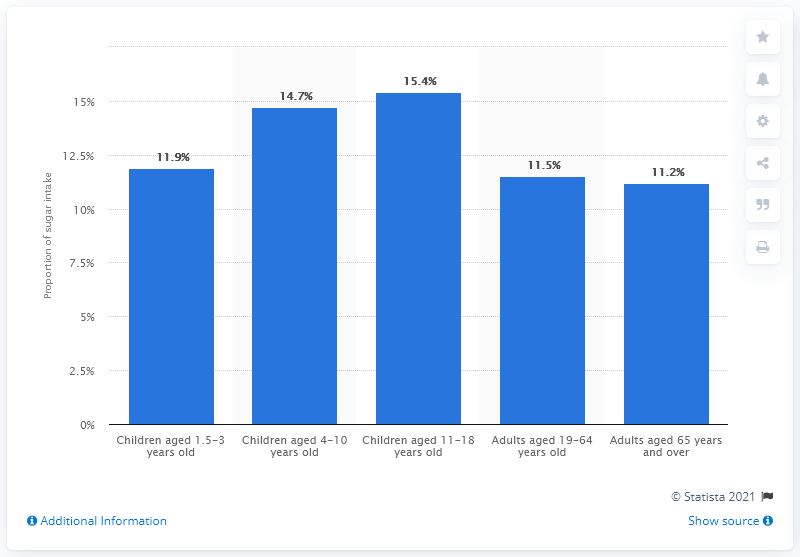 15.4%
14.7%
15%
12.5%
11.9%
11.5%
11.2%
10%
7.5%
5%
2.5%
0%
Proportion of sugar intake
Children aged 1.5-3
years old
Children aged 4-10
years old
Children aged 11-18
years old
Adults aged 19-64
years old
Adults aged 65 years
and over
© Statista 2021
Additional Information
Show source